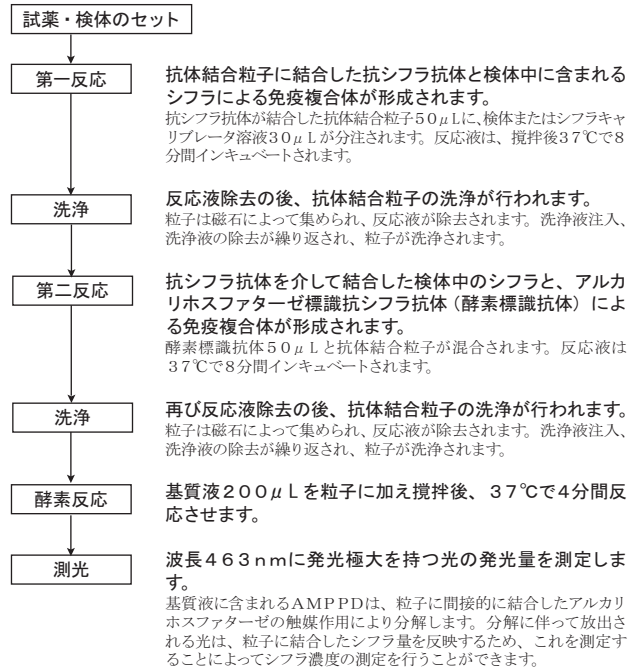 試薬・検体のセット
第一反応
抗体結合粒子に結合した抗シフラ抗体と検体中に含まれる
シフラによる免疫複合体が形成されます。
抗シフラ抗体が結合した抗体結合粒子50μLに、検体またはシフラキャ
リブレータ溶液30μLが分注されます。反応液は、撹拌後37℃で8
分間インキュベートされます。
洗浄
反応液除去の後、抗体結合粒子の洗浄が行われます。
粒子は磁石によって集められ、反応液が除去されます。洗浄液注入、
洗浄液の除去が繰り返され、粒子が洗浄されます。
第二反応
抗シフラ抗体を介して結合した検体中のシフラと、アルカ
リホスファターゼ標識抗シフラ抗体（酵素標識抗体）によ
る免疫複合体が形成されます。
酵素標識抗体50μLと抗体結合粒子が混合されます。反応液は
37℃で8分間インキュベートされます。
洗浄
再び反応液除去の後、抗体結合粒子の洗浄が行われます。
粒子は磁石によって集められ、反応液が除去されます。洗浄液注入、
洗浄液の除去が繰り返され、粒子が洗浄されます。
酵素反応
基質液200μLを粒子に加え撹拌後、37℃で4分間反
応させます。
測光
波長463nmに発光極大を持つ光の発光量を測定しま
す。
基質液に含まれるAMPPDは、粒子に間接的に結合したアルカリ
ホスファターゼの触媒作用により分解します。分解に伴って放出さ
れる光は、粒子に結合したシフラ量を反映するため、これを測定す
ることによってシフラ濃度の測定を行うことができます。